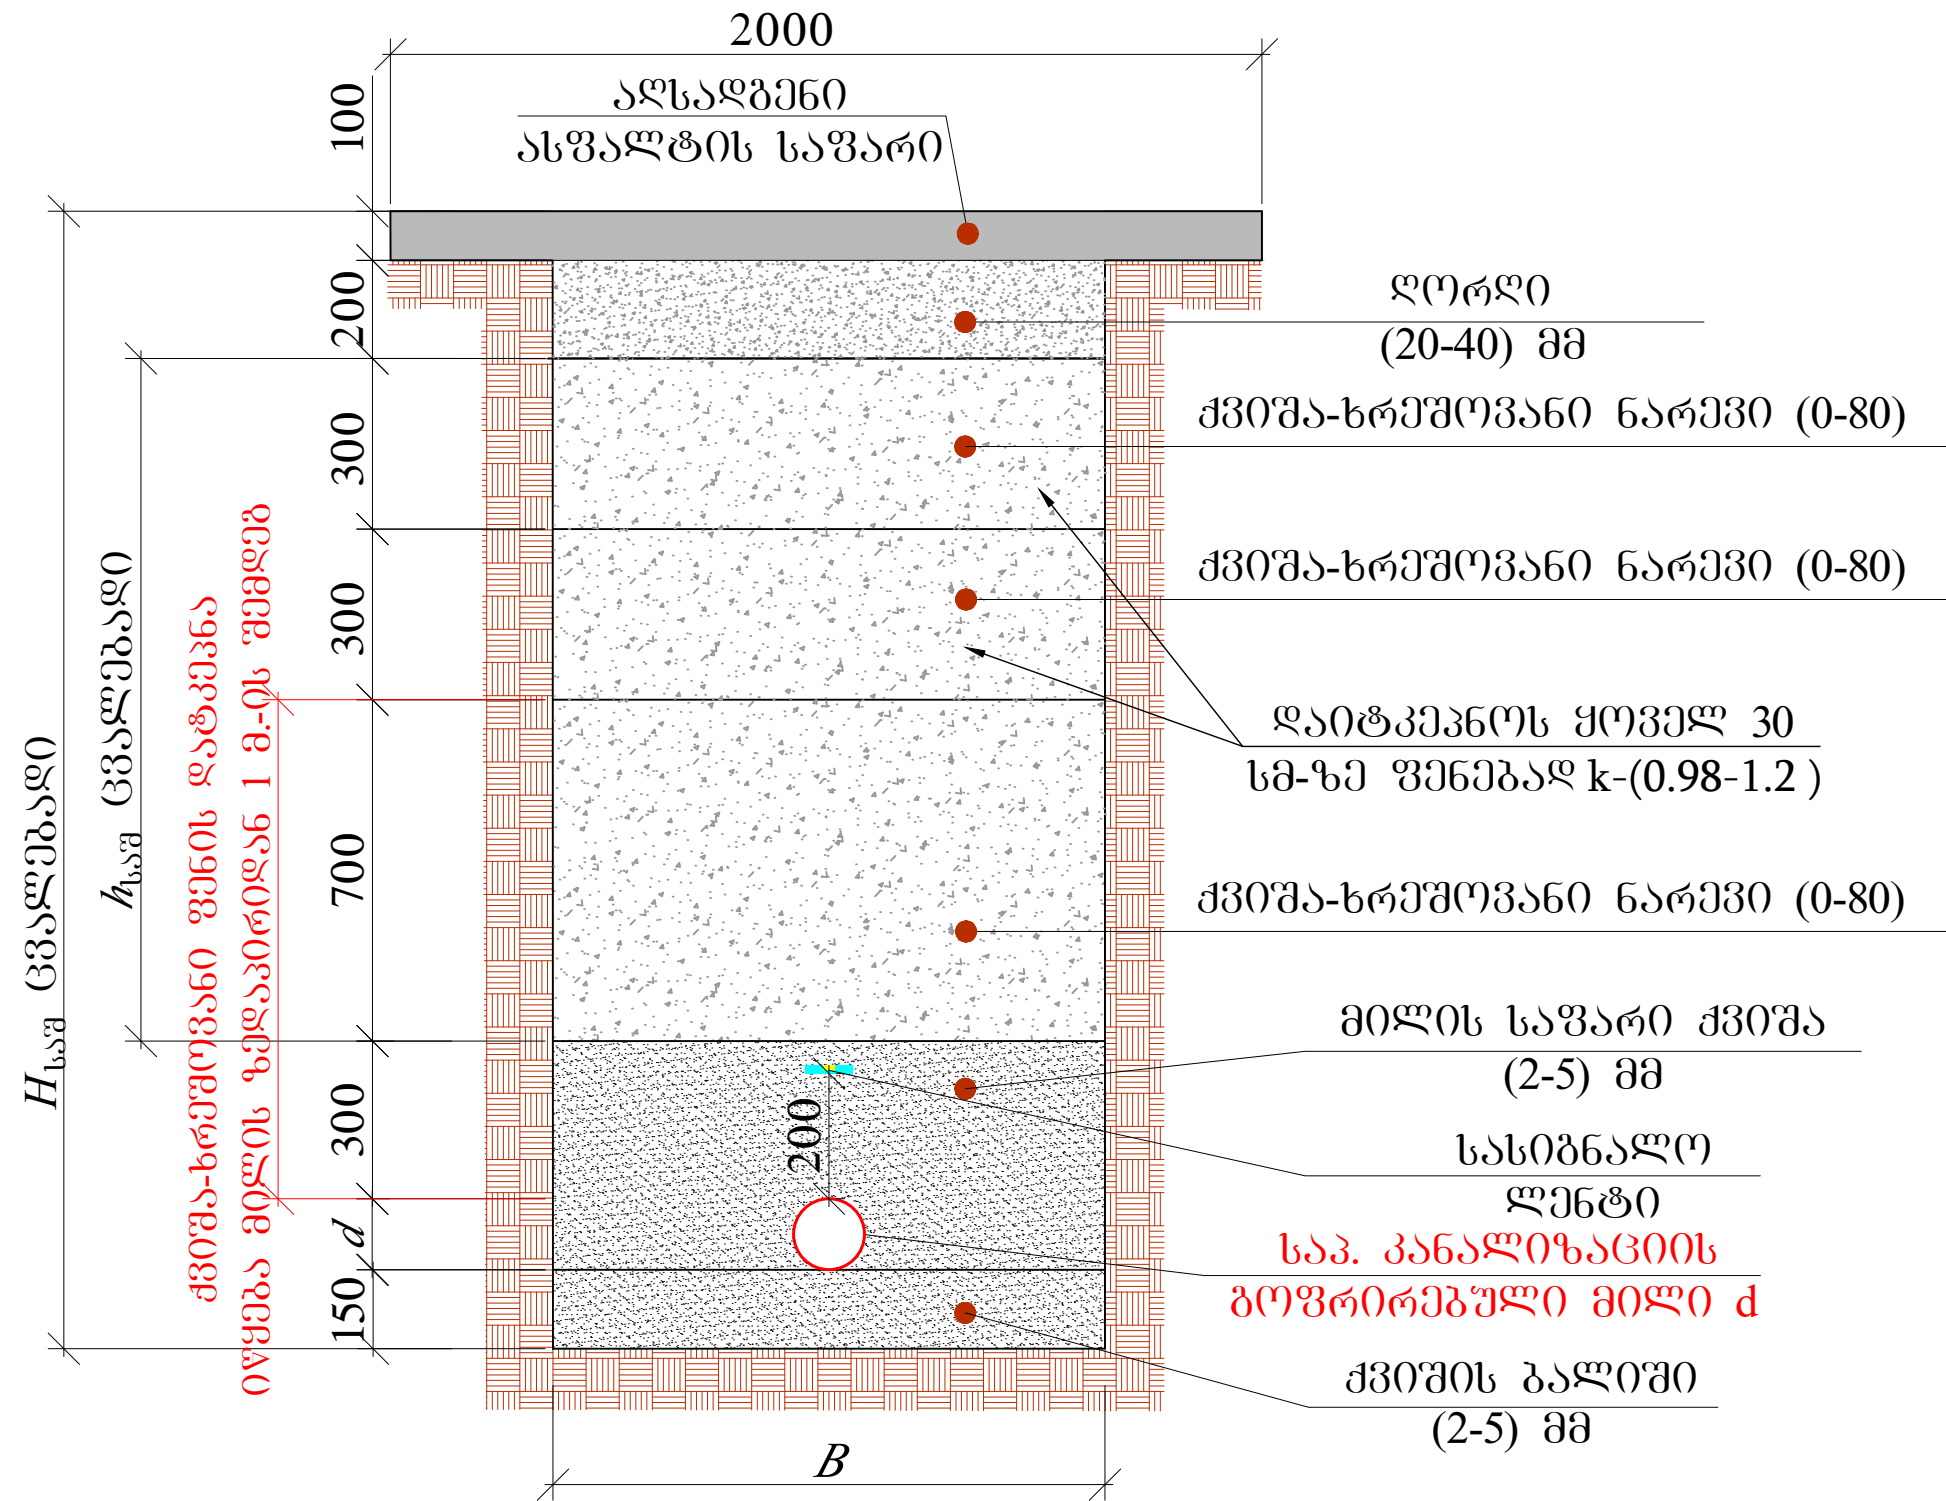 2000
100
აღსადგენი
ასფალტის საფარი
200
ღორღი
(20-40) მმ
300
ქვიშა-ხრეშოვანი ნარევი (0-80)
300
ქვიშა-ხრეშოვანი ნარევი (0-80)
დაიტკეპნოს ყოველ 30
სმ-ზე ფენებად k-(0.98-1.2 )
700
ქვიშა-ხრეშოვანი ნარევი (0-80)
Hსაშ ცვალებადი
hსაშ ცვალებადი
ქვიშა-ხრეშოვანი ფენის დატკეპნა
იწყება მილის ზედაპირიდან 1 მ.-ის შემდეგ
მილის საფარი ქვიშა
(2-5) მმ
300
200
სასიგნალო
ლენტი
საპ. კანალიზაციის
გოფრირებული მილი d
d
150
ქვიშის ბალიში
(2-5) მმ
B